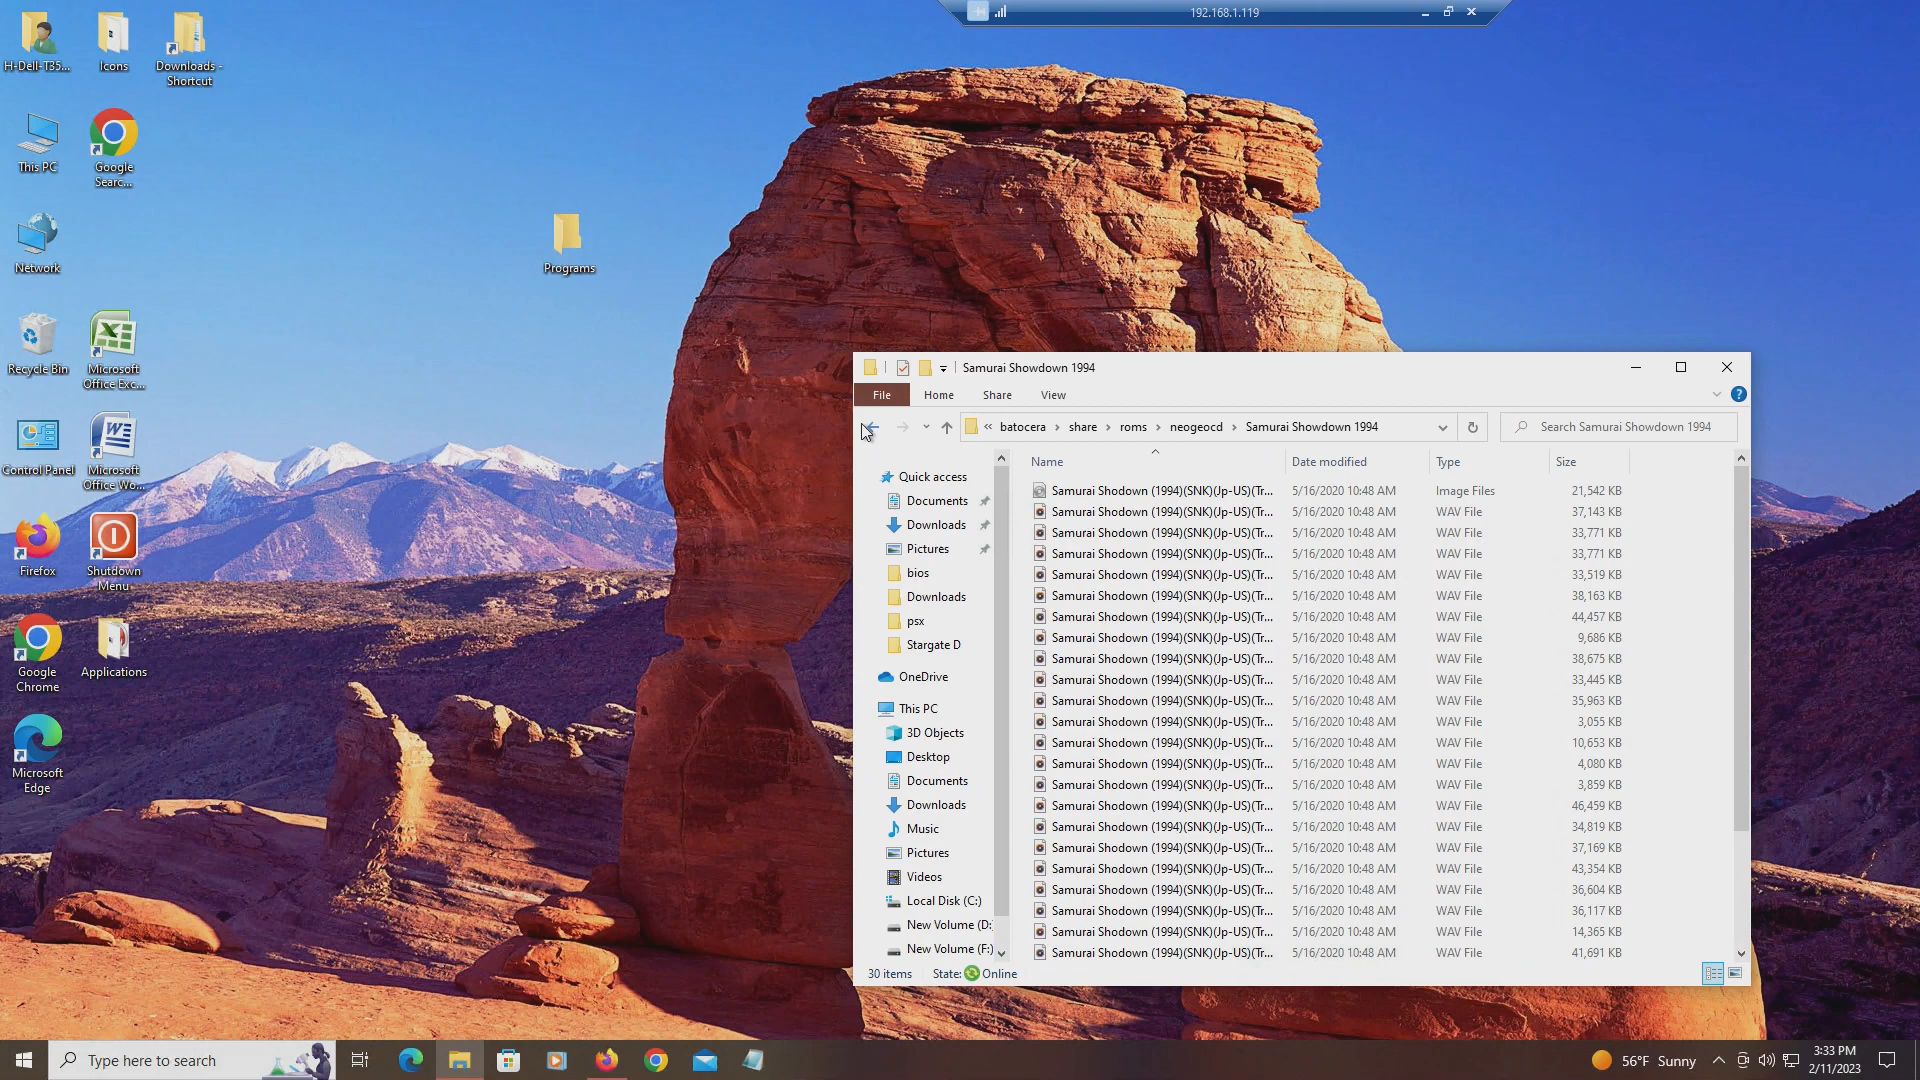 192.168.1.119
H-Dell-T35...
Icons
Downloads -
Shortcut
This PC
Google
Searc...
Network
Programs
Recycle Bin
Microsoft
Office Exc...
Control Panel
Microsoft
Office Wo...
Firefox
Shutdown
Menu
Google
Chrome
Applications
Microsoft
Edge
Samurai Showdown 1994
File Home Share View
« batocera > share > roms > neogeocd > Samurai Showdown 1994
Search Samurai Showdown 1994
Quick access
Documents
Downloads
Pictures
bios
Downloads
psx
Stargate D
OneDrive
This PC
3D Objects
Desktop
Documents
Downloads
Music
Pictures
Videos
Local Disk (C:)
New Volume (D:
New Volume (F:)
Name Date modified Type Size
Samurai Shodown (1994)(SNK)(Jp-US)(Tr... 5/16/2020 10:48 AM Image Files 21,542 KB
Samurai Shodown (1994)(SNK)(Jp-US)(Tr... 5/16/2020 10:48 AM WAV File 37,143 KB
Samurai Shodown (1994)(SNK)(Jp-US)(Tr... 5/16/2020 10:48 AM WAV File 33,771 KB
Samurai Shodown (1994)(SNK)(Jp-US)(Tr... 5/16/2020 10:48 AM WAV File 33,771 KB
Samurai Shodown (1994)(SNK)(Jp-US)(Tr... 5/16/2020 10:48 AM WAV File 33,519 KB
Samurai Shodown (1994)(SNK)(Jp-US)(Tr... 5/16/2020 10:48 AM WAV File 38,163 KB
Samurai Shodown (1994)(SNK)(Jp-US)(Tr... 5/16/2020 10:48 AM WAV File 44,457 KB
Samurai Shodown (1994)(SNK)(Jp-US)(Tr... 5/16/2020 10:48 AM WAV File 9,686 KB
Samurai Shodown (1994)(SNK)(Jp-US)(Tr... 5/16/2020 10:48 AM WAV File 38,675 KB
Samurai Shodown (1994)(SNK)(Jp-US)(Tr... 5/16/2020 10:48 AM WAV File 33,445 KB
Samurai Shodown (1994)(SNK)(Jp-US)(Tr... 5/16/2020 10:48 AM WAV File 35,963 KB
Samurai Shodown (1994)(SNK)(Jp-US)(Tr... 5/16/2020 10:48 AM WAV File 3,055 KB
Samurai Shodown (1994)(SNK)(Jp-US)(Tr... 5/16/2020 10:48 AM WAV File 10,653 KB
Samurai Shodown (1994)(SNK)(Jp-US)(Tr... 5/16/2020 10:48 AM WAV File 4,080 KB
Samurai Shodown (1994)(SNK)(Jp-US)(Tr... 5/16/2020 10:48 AM WAV File 3,859 KB
Samurai Shodown (1994)(SNK)(Jp-US)(Tr... 5/16/2020 10:48 AM WAV File 46,459 KB
Samurai Shodown (1994)(SNK)(Jp-US)(Tr... 5/16/2020 10:48 AM WAV File 34,819 KB
Samurai Shodown (1994)(SNK)(Jp-US)(Tr... 5/16/2020 10:48 AM WAV File 37,169 KB
Samurai Shodown (1994)(SNK)(Jp-US)(Tr... 5/16/2020 10:48 AM WAV File 43,354 KB
Samurai Shodown (1994)(SNK)(Jp-US)(Tr... 5/16/2020 10:48 AM WAV File 36,604 KB
Samurai Shodown (1994)(SNK)(Jp-US)(Tr... 5/16/2020 10:48 AM WAV File 36,117 KB
Samurai Shodown (1994)(SNK)(Jp-US)(Tr... 5/16/2020 10:48 AM WAV File 14,365 KB
Samurai Shodown (1994)(SNK)(Jp-US)(Tr... 5/16/2020 10:48 AM WAV File 41,691 KB
30 items State: Online
Type here to search
56°F Sunny
3:33 PM
2/11/2023